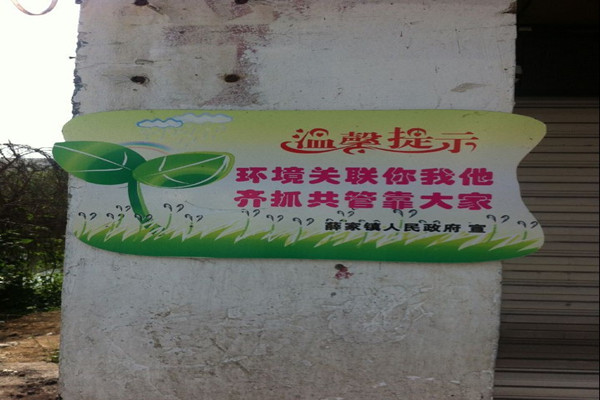 温馨提示
环境关联你我他
齐抓共管靠大家
薛家镇人民政府 宣